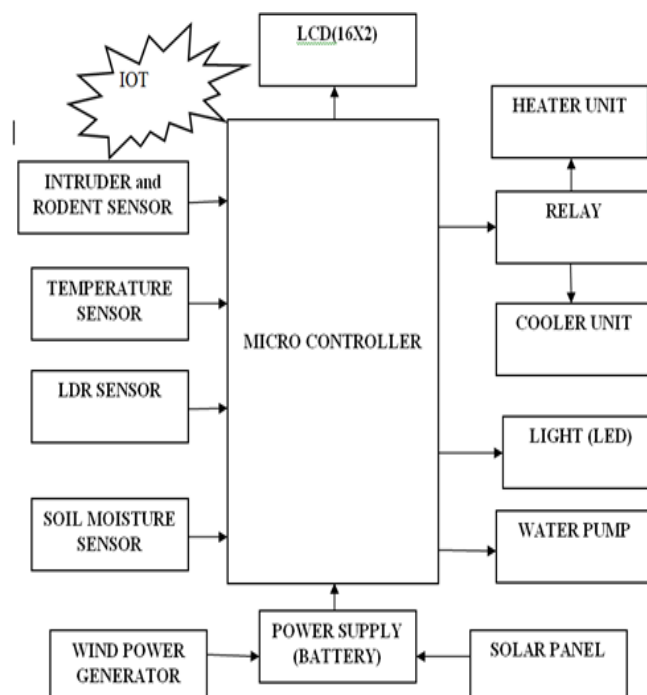 LCD(16X2)
IOT
HEATER UNIT
INTRUDER and
RODENT SENSOR
RELAY
TEMPERATURE
SENSOR
COOLER UNIT
MICRO CONTROLLER
LDR SENSOR
LIGHT (LED)
SOIL MOISTURE
SENSOR
WATER PUMP
POWER SUPPLY
(BATTERY)
WIND POWER
GENERATOR
SOLAR PANEL